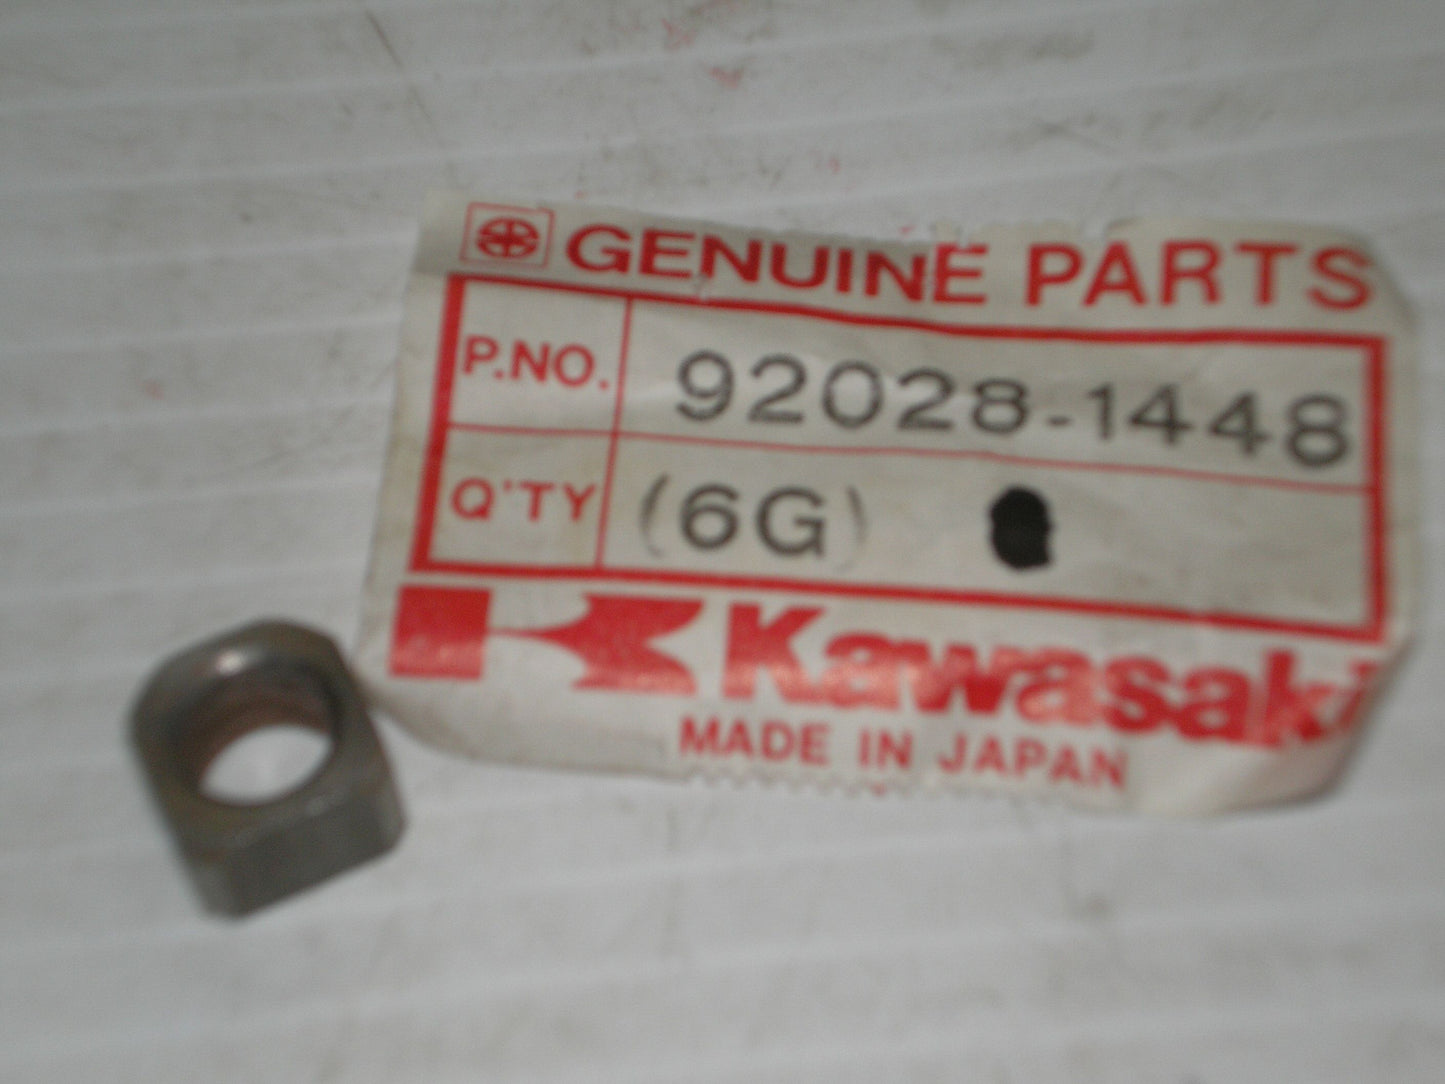 GENUINE PARTS
P.NO. 92028-1448
Q'TY (6G)
Kawasaki
MADE IN JAPAN